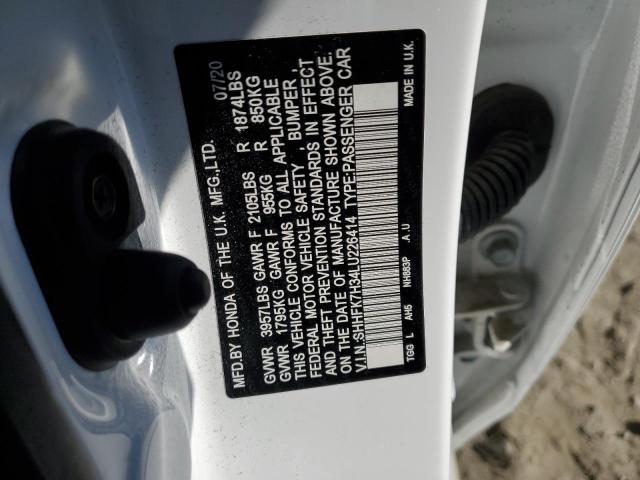 MFD.BY HONDA OF THE U.K. MFG.,LTD. 07/20
GVWR 3957LBS GAWR F 2105LBS R 1874LBS
GVWR 1795KG GAWR F 955KG R 850KG
THIS VEHICLE CONFORMS TO ALL APPLICABLE
FEDERAL MOTOR VEHICLE SAFETY , BUMPER ,
AND THEFT PREVENTION STANDARDS IN EFFECT
ON THE DATE OF MANUFACTURE SHOWN ABOVE.
V.I.N.:SHHFK7H34LU226414 TYPE:PASSENGER CAR
TGG L AH5 NH883P .A.U MADE IN U.K.